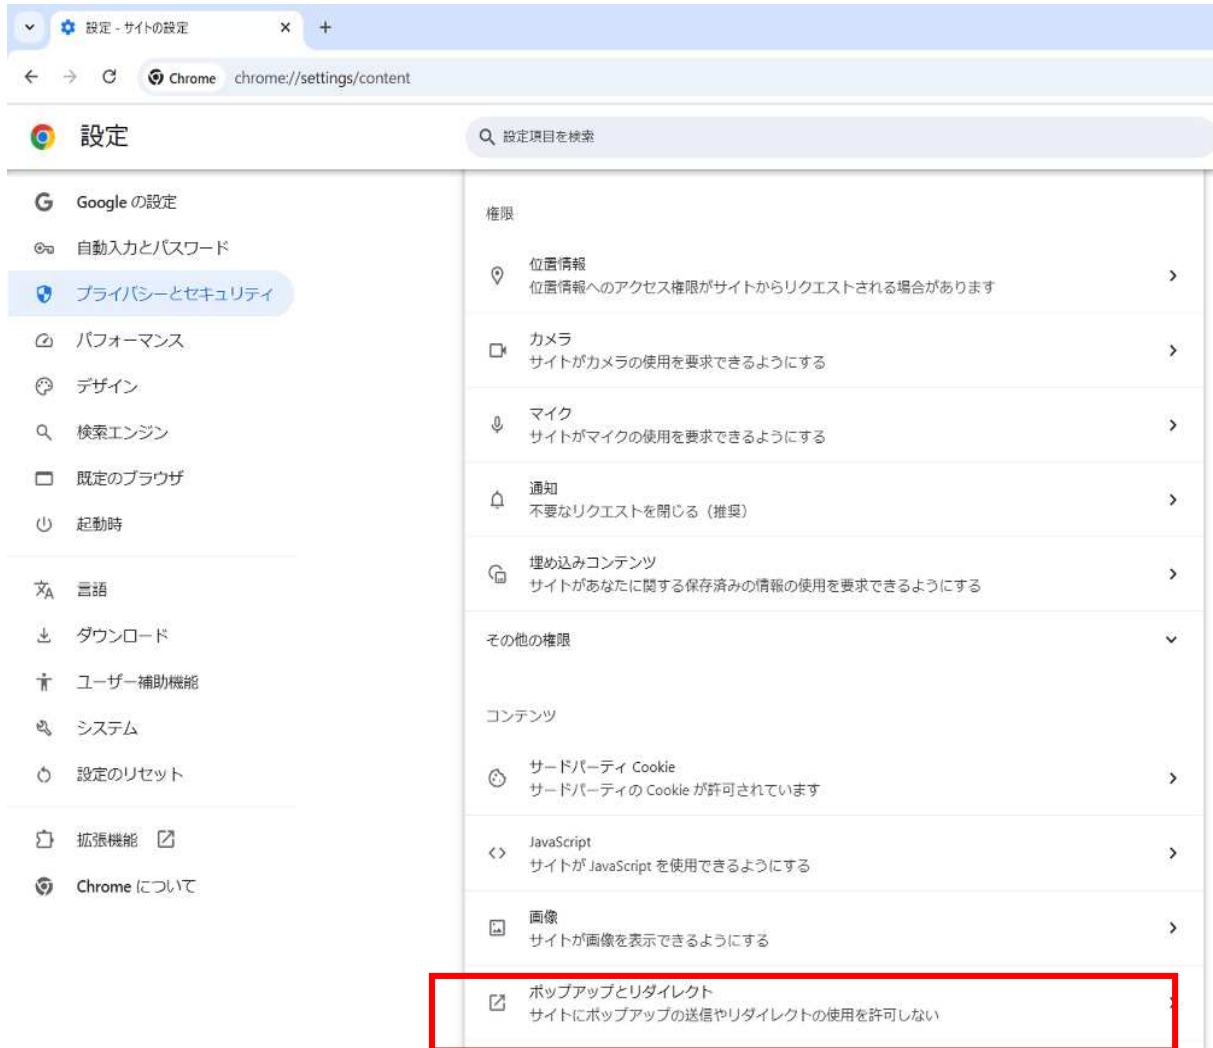 設定 - サイトの設定
Chrome chrome://settings/content
設定
設定項目を検索
Google の設定
自動入力とパスワード
プライバシーとセキュリティ
パフォーマンス
デザイン
検索エンジン
既定のブラウザ
起動時
言語
ダウンロード
ユーザー補助機能
システム
設定のリセット
拡張機能
Chrome について
権限
位置情報
位置情報へのアクセス権限がサイトからリクエストされる場合があります
カメラ
サイトがカメラの使用を要求できるようにする
マイク
サイトがマイクの使用を要求できるようにする
通知
不要なリクエストを閉じる（推奨）
埋め込みコンテンツ
サイトがあなたに関する保存済みの情報の使用を要求できるようにする
その他の権限
コンテンツ
サードパーティ Cookie
サードパーティの Cookie が許可されています
JavaScript
サイトが JavaScript を使用できるようにする
画像
サイトが画像を表示できるようにする
ポップアップとリダイレクト
サイトにポップアップの送信やリダイレクトの使用を許可しない